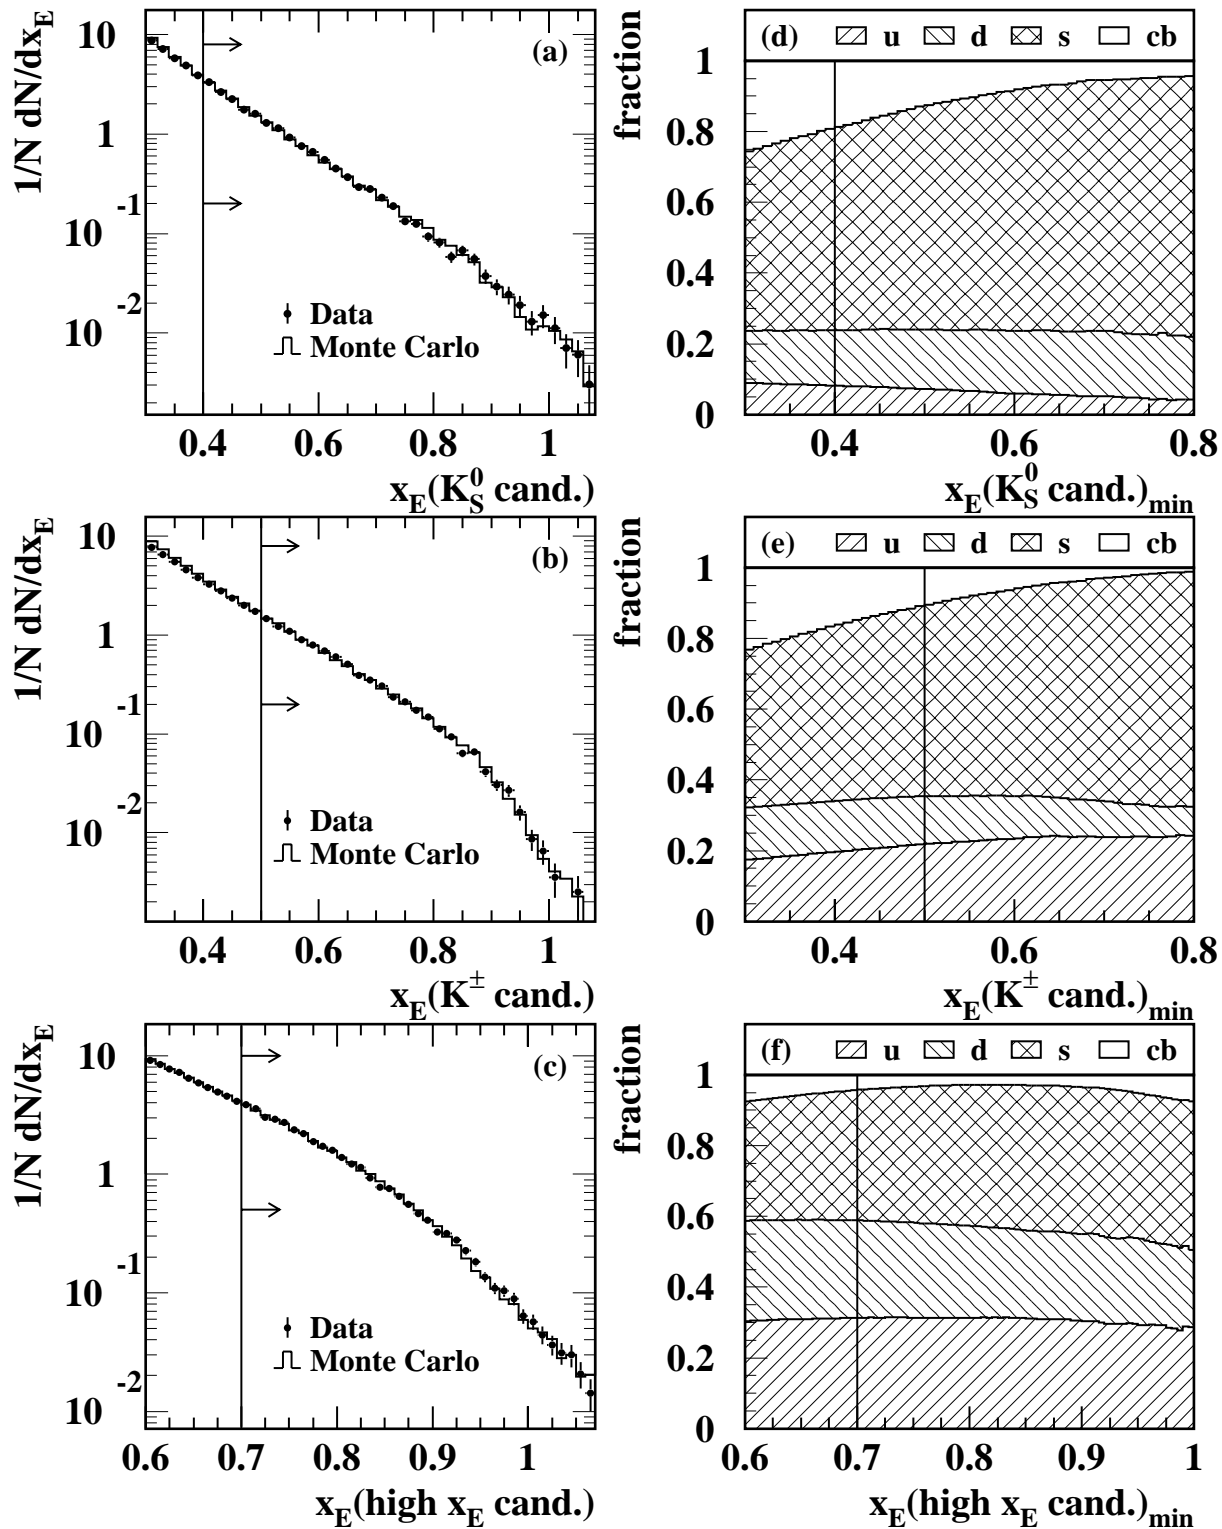 1/N dN/dx_E
10
1
10^-1
10^-2
(a)
Data
Monte Carlo
0.4 0.6 0.8 1
x_E(K_S^0 cand.)
fraction
(d) u d s cb
1
0.8
0.6
0.4
0.2
0
0.4 0.6 0.8
x_E(K_S^0 cand.)_min
1/N dN/dx_E
10
1
10^-1
10^-2
(b)
Data
Monte Carlo
0.4 0.6 0.8 1
x_E(K^± cand.)
fraction
(e) u d s cb
1
0.8
0.6
0.4
0.2
0
0.4 0.6 0.8
x_E(K^± cand.)_min
1/N dN/dx_E
10
1
10^-1
10^-2
(c)
Data
Monte Carlo
0.6 0.7 0.8 0.9 1
x_E(high x_E cand.)
fraction
(f) u d s cb
1
0.8
0.6
0.4
0.2
0
0.6 0.7 0.8 0.9 1
x_E(high x_E cand.)_min